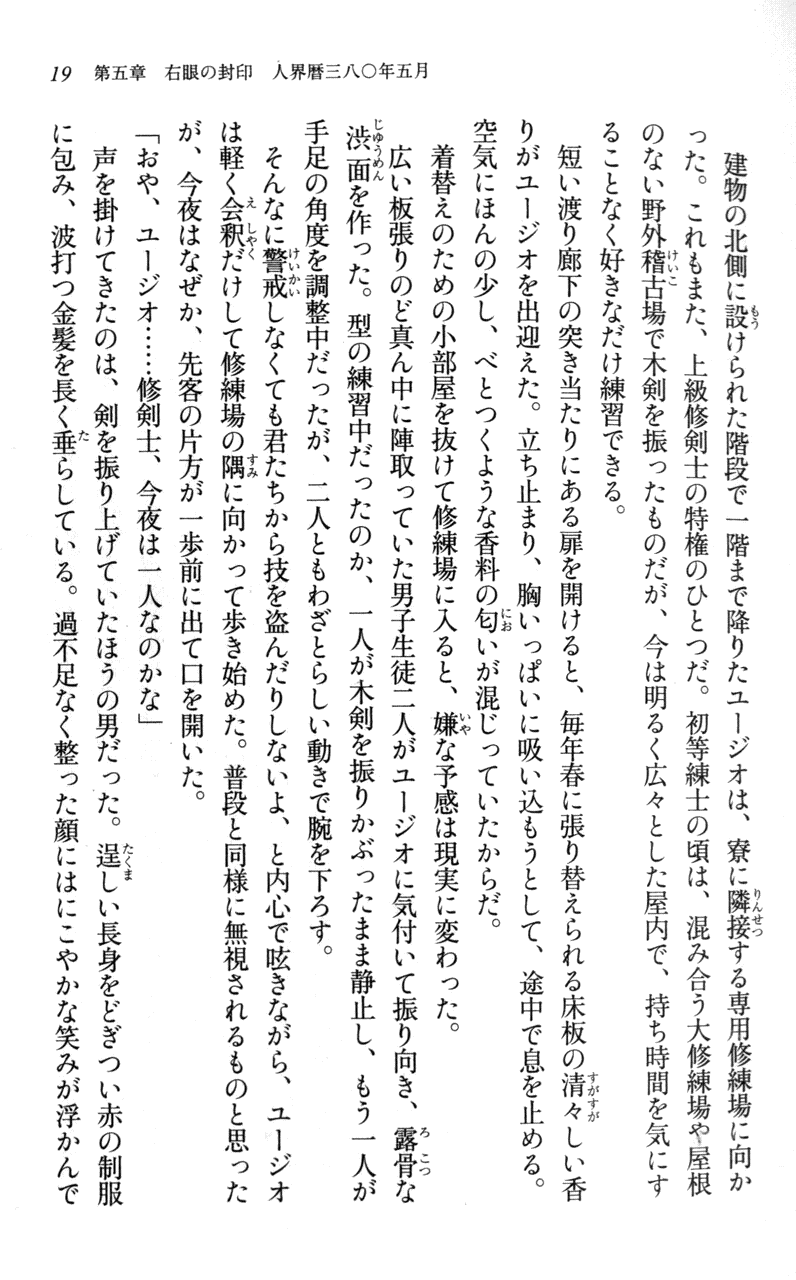 19　第五章　右眼の封印　人界暦三八〇年五月
　建物の北側に設けられた階段で一階まで降りたユージオは、寮に隣接する専用修練場に向か
った。これもまた、上級修剣士の特権のひとつだ。初等練士の頃は、混み合う大修練場や屋根
のない野外稽古場で木剣を振ったものだが、今は明るく広々とした屋内で、持ち時間を気にす
ることなく好きなだけ練習できる。
　短い渡り廊下の突き当たりにある扉を開けると、毎年春に張り替えられる床板の清々しい香
りがユージオを出迎えた。立ち止まり、胸いっぱいに吸い込もうとして、途中で息を止める。
空気にほんの少し、べとつくような香料の匂いが混じっていたからだ。
　着替えのための小部屋を抜けて修練場に入ると、嫌な予感は現実に変わった。
　広い板張りのど真ん中に陣取っていた男子生徒二人がユージオに気付いて振り向き、露骨な
渋面を作った。型の練習中だったのか、一人が木剣を振りかぶったまま静止し、もう一人が
手足の角度を調整中だったが、二人ともわざとらしい動きで腕を下ろす。
　そんなに警戒しなくても君たちから技を盗んだりしないよ、と内心で呟きながら、ユージオ
は軽く会釈だけして修練場の隅に向かって歩き始めた。普段と同様に無視されるものと思った
が、今夜はなぜか、先客の片方が一歩前に出て口を開いた。
「おや、ユージオ……修剣士、今夜は一人なのかな」
　声を掛けてきたのは、剣を振り上げていたほうの男だった。逞しい長身をどぎつい赤の制服
に包み、波打つ金髪を長く垂らしている。過不足なく整った顔にはにこやかな笑みが浮かんで